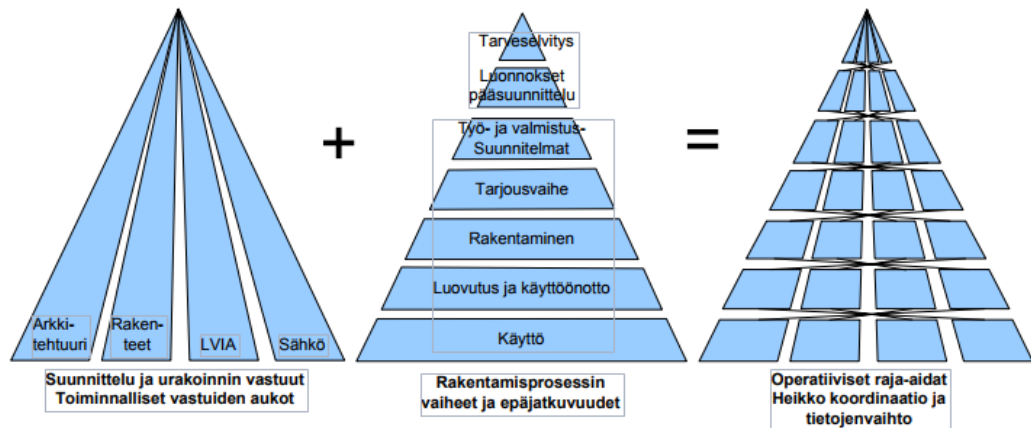 Arkki-
tehtuuri
Raken-
teet
LVIA
Sähkö
Suunnittelu ja urakoinnin vastuut
Toiminnalliset vastuiden aukot
+
Tarveselvitys
Luonnokset
pääsuunnittelu
Työ- ja valmistus-
Suunnitelmat
Tarjousvaihe
Rakentaminen
Luovutus ja käyttöönotto
Käyttö
Rakentamisprosessin
vaiheet ja epäjatkuvuudet
=
Operatiiviset raja-aidat
Heikko koordinaatio ja
tietojenvaihto